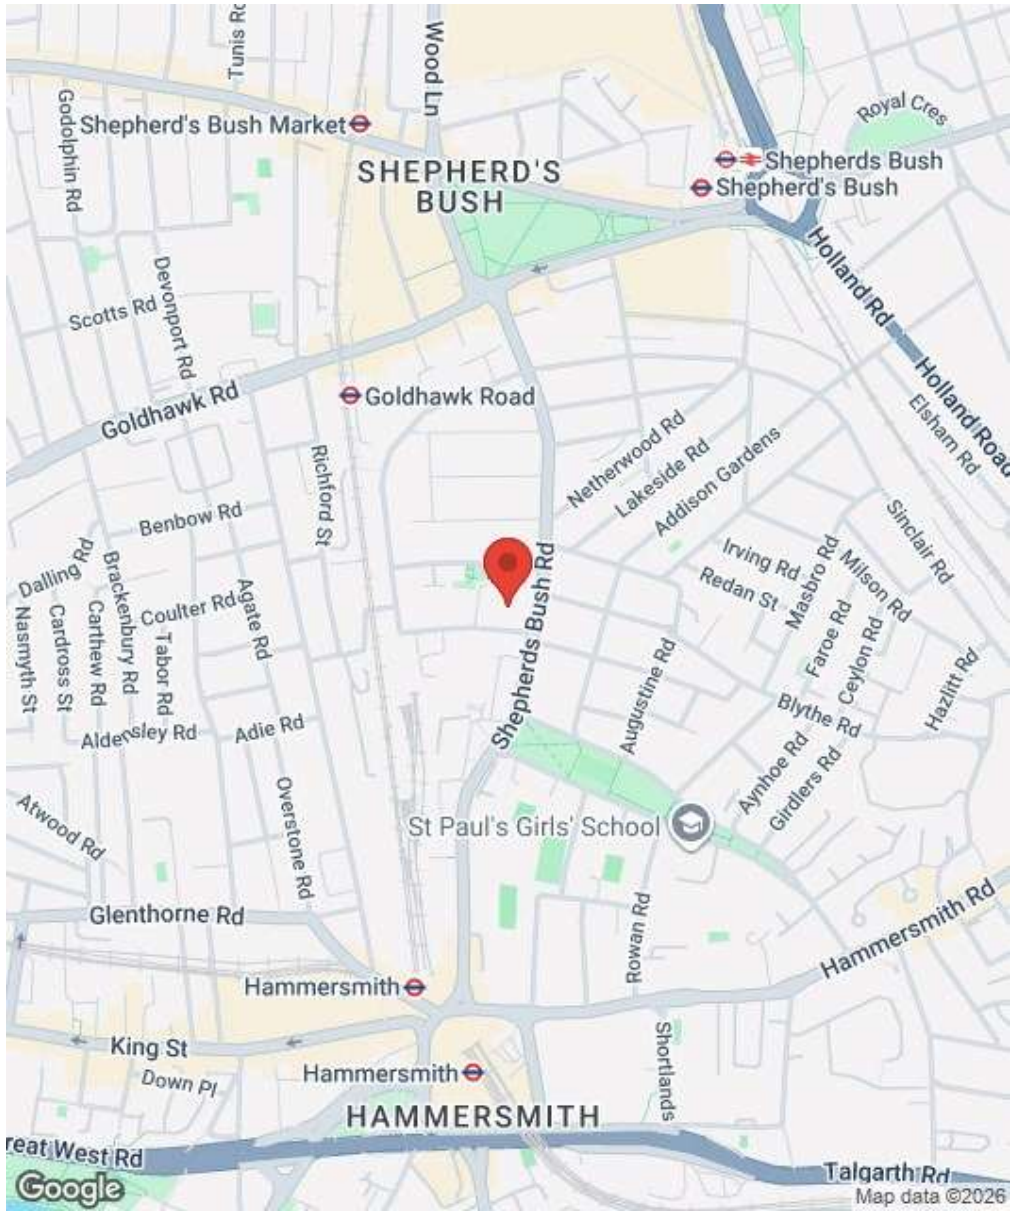 Tunis Rd
Wood Ln
Godolphin Rd
Shepherd's Bush Market
Royal Cres
SHEPHERD'S
BUSH
Shepherds Bush
Shepherd's Bush
Holland Rd
Devonport Rd
Scotts Rd
Holland Road
Goldhawk Rd
Goldhawk Road
Elsham Rd
Netherwood Rd
Lakeside Rd
Addison Gardens
Richford St
Benbow Rd
Sinclair Rd
Irving Rd
Redan St
Masbro Rd
Milson Rd
Dalling Rd
Brackenbury Rd
Coulter Rd
Agate Rd
Shepherds Bush Rd
Nasmyth St
Cardross St
Carthew Rd
Tabor Rd
Faroe Rd
Ceylon Rd
Augustine Rd
Hazlitt Rd
Blythe Rd
Aldensley Rd
Adie Rd
Aynhoe Rd
Girdlers Rd
Atwood Rd
Overstone Rd
St Paul's Girls' School
Glenthorne Rd
Rowan Rd
Hammersmith Rd
Hammersmith
King St
Shortlands
Down Pl
Hammersmith
HAMMERSMITH
reat West Rd
Talgarth Rd
Google
Map data ©2026